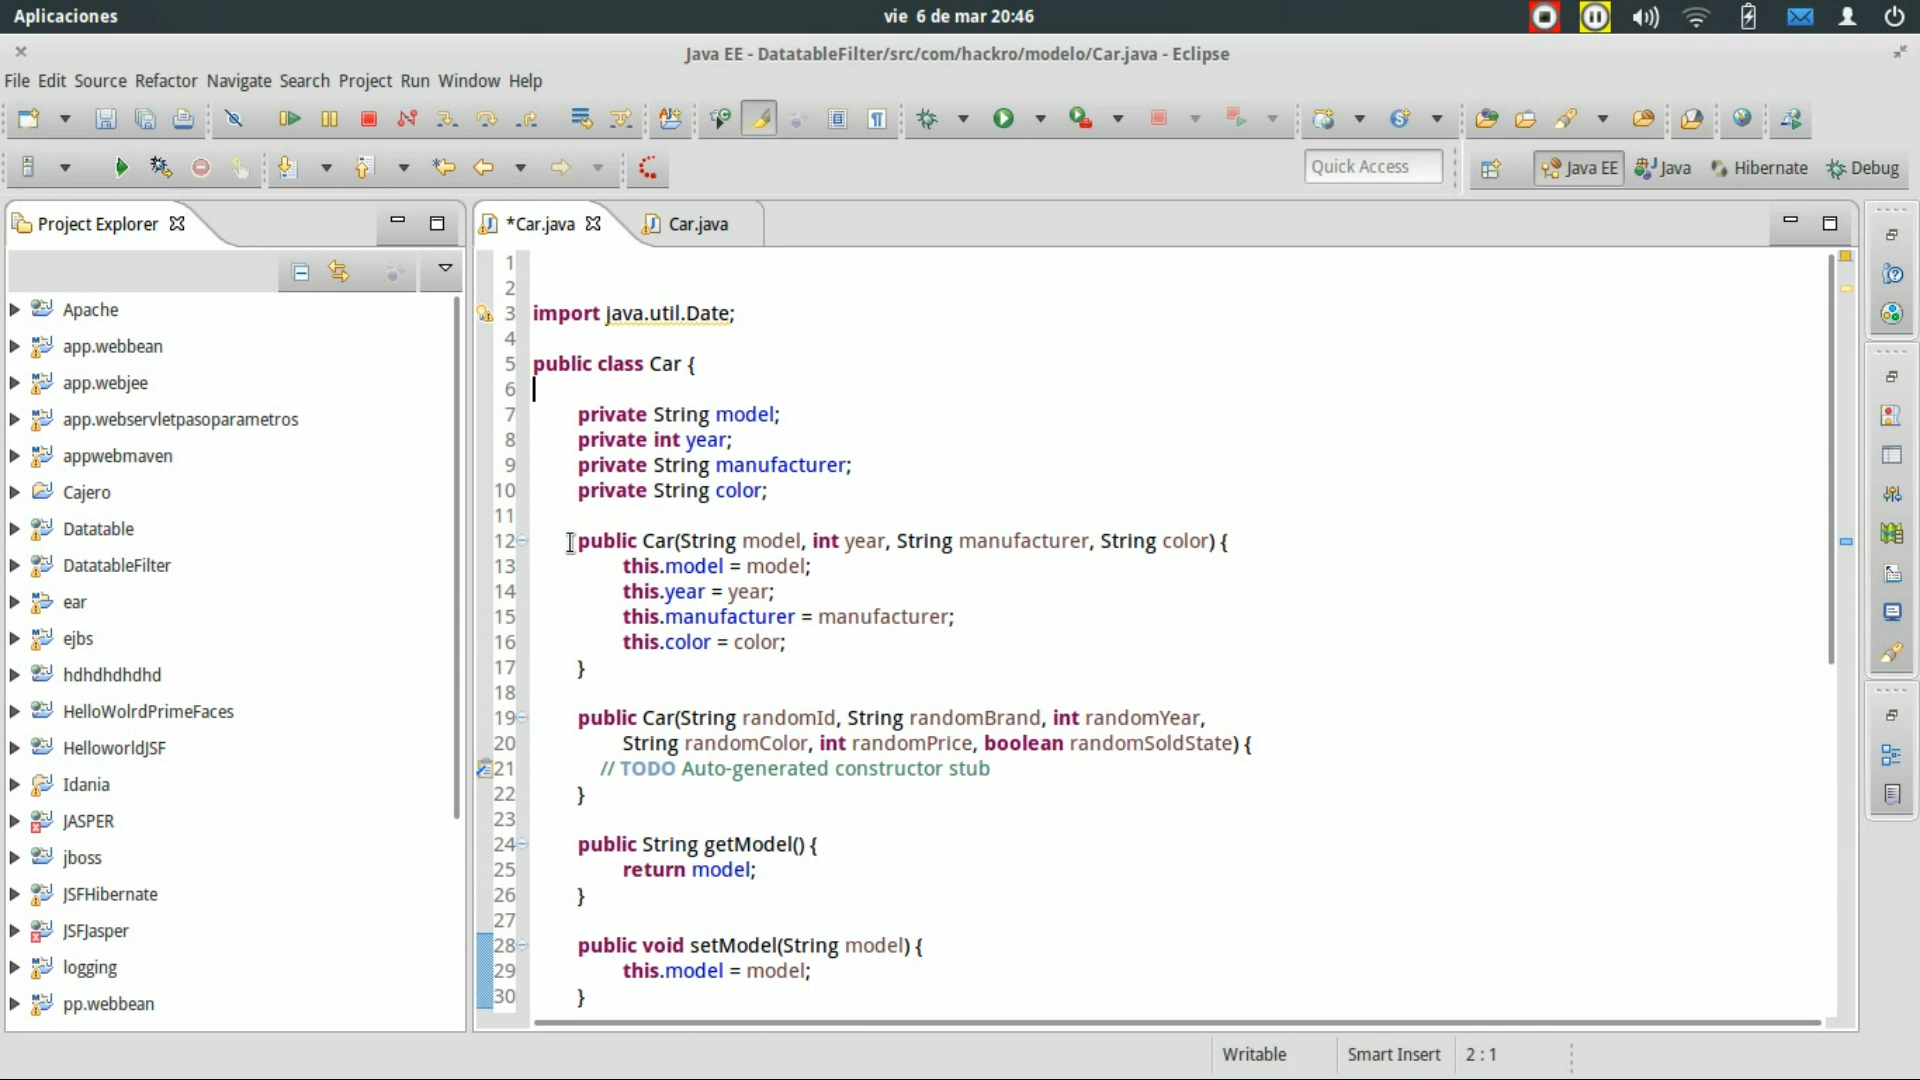 Aplicaciones
vie 6 de mar 20:46
Java EE - DatatableFilter/src/com/hackro/modelo/Car.java - Eclipse
File Edit Source Refactor Navigate Search Project Run Window Help
Quick Access
Java EE
Java
Hibernate
Debug
Project Explorer
*Car.java
Car.java
Apache
app.webbean
app.webjee
app.webservletpasoparametros
appwebmaven
Cajero
Datatable
DatatableFilter
ear
ejbs
hdhdhdhdhd
HelloWolrdPrimeFaces
HelloworldJSF
Idania
JASPER
jboss
JSFHibernate
JSFJasper
logging
pp.webbean
1
2
3 import java.util.Date;
4
5 public class Car {
6
7 private String model;
8 private int year;
9 private String manufacturer;
10 private String color;
11
12 public Car(String model, int year, String manufacturer, String color) {
13 this.model = model;
14 this.year = year;
15 this.manufacturer = manufacturer;
16 this.color = color;
17 }
18
19 public Car(String randomId, String randomBrand, int randomYear,
20 String randomColor, int randomPrice, boolean randomSoldState) {
21 // TODO Auto-generated constructor stub
22 }
23
24 public String getModel() {
25 return model;
26 }
27
28 public void setModel(String model) {
29 this.model = model;
30 }
Writable
Smart Insert
2 : 1